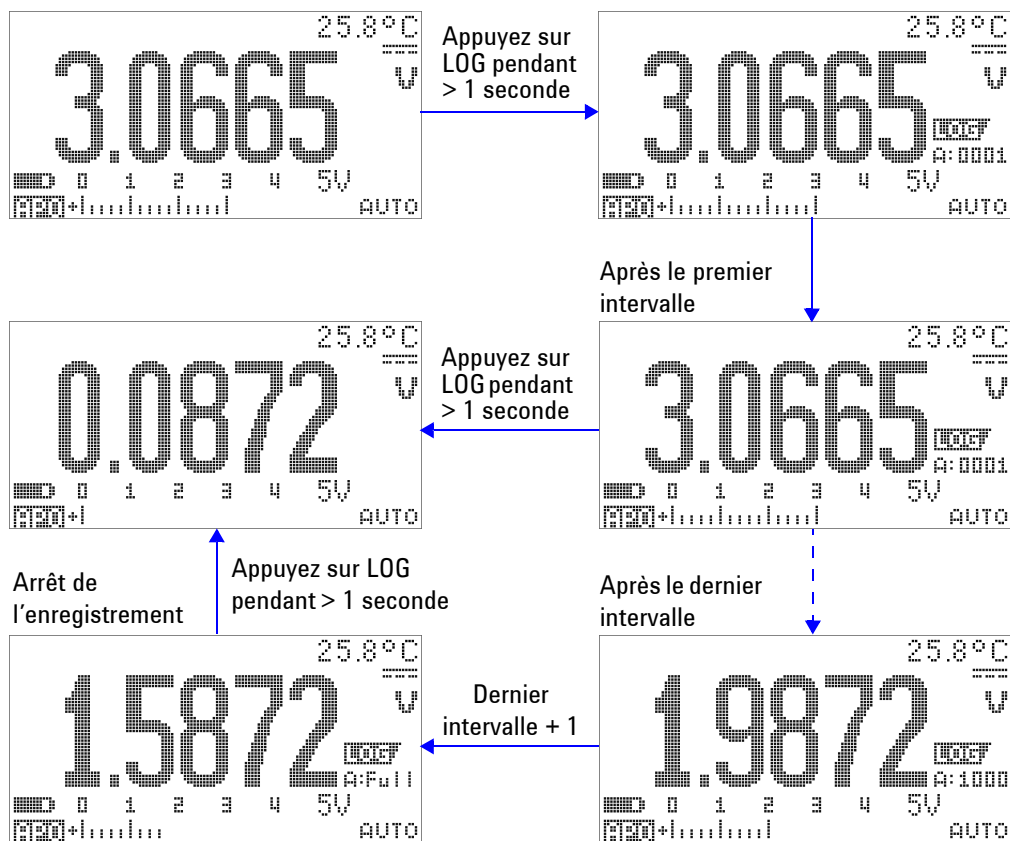 25.8°C
3.0665 V
0 1 2 3 4 5V
APO AUTO
Appuyez sur
LOG pendant
> 1 seconde
25.8°C
3.0665 V
LOG
A:0001
0 1 2 3 4 5V
APO AUTO
Après le premier
intervalle
25.8°C
0.0872 V
0 1 2 3 4 5V
APO AUTO
Appuyez sur
LOG pendant
> 1 seconde
25.8°C
3.0665 V
LOG
A:0001
0 1 2 3 4 5V
APO AUTO
Arrêt de
l'enregistrement
Appuyez sur LOG
pendant > 1 seconde
Après le dernier
intervalle
25.8°C
1.5872 V
LOG
A:Full
0 1 2 3 4 5V
APO AUTO
Dernier
intervalle + 1
25.8°C
1.9872 V
LOG
A:1000
0 1 2 3 4 5V
APO AUTO